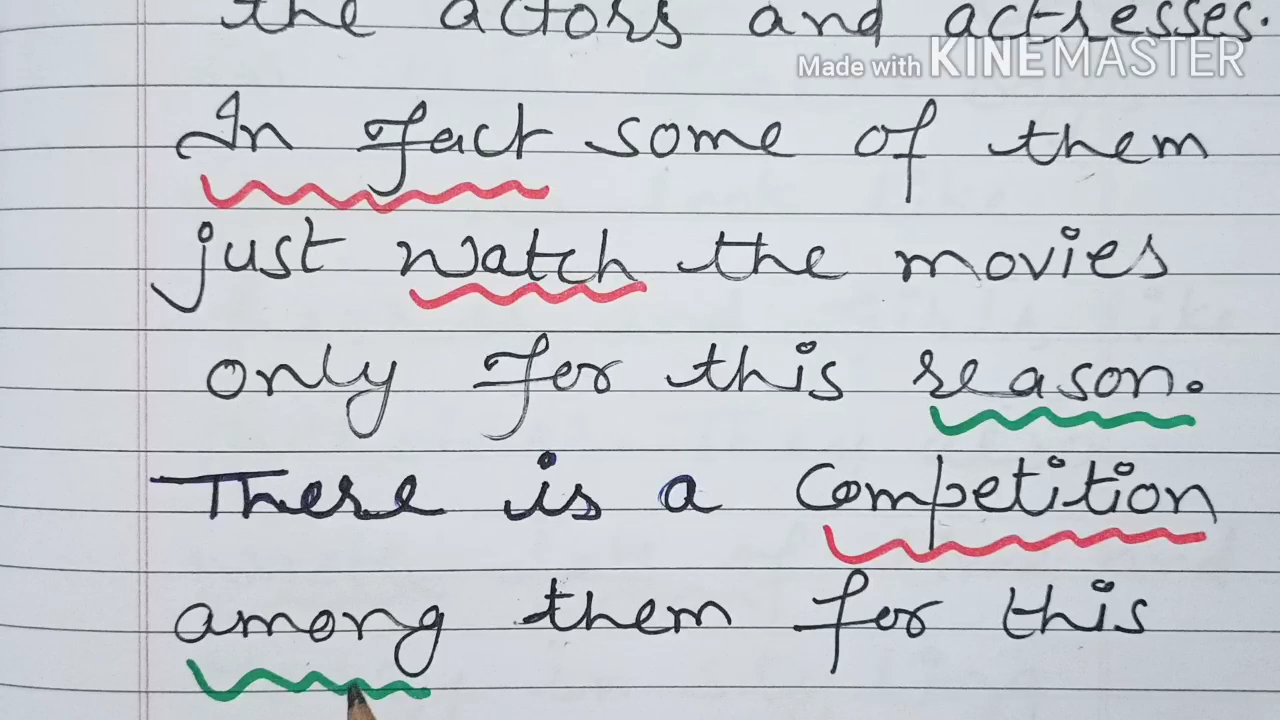 the actors and actresses.
Made with KINEMASTER
In fact some of them
just watch the movies
only for this reason.
There is a competition
among them for this